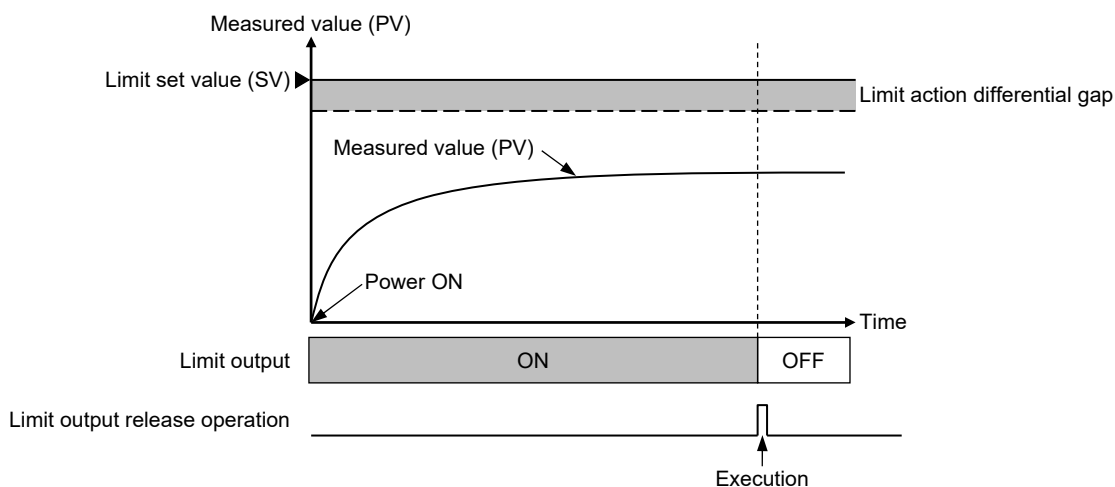 Measured value (PV)
Limit set value (SV)
Limit action differential gap
Measured value (PV)
Power ON
Time
Limit output
ON
OFF
Limit output release operation
Execution